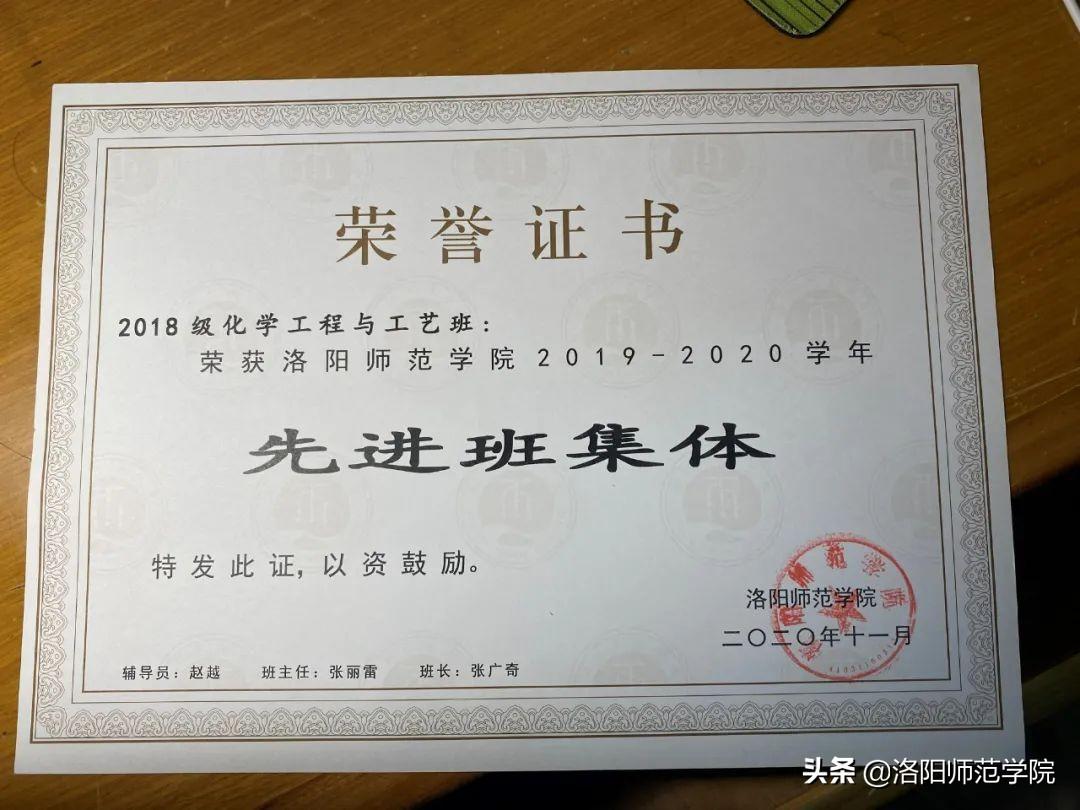 荣誉证书
2018级化学工程与工艺班：
荣获洛阳师范学院2019-2020学年
先进班集体
特发此证，以资鼓励。
洛阳师范学院
二〇二〇年十一月
辅导员：赵越 班主任：张丽雷 班长：张广奇
头条 @洛阳师范学院